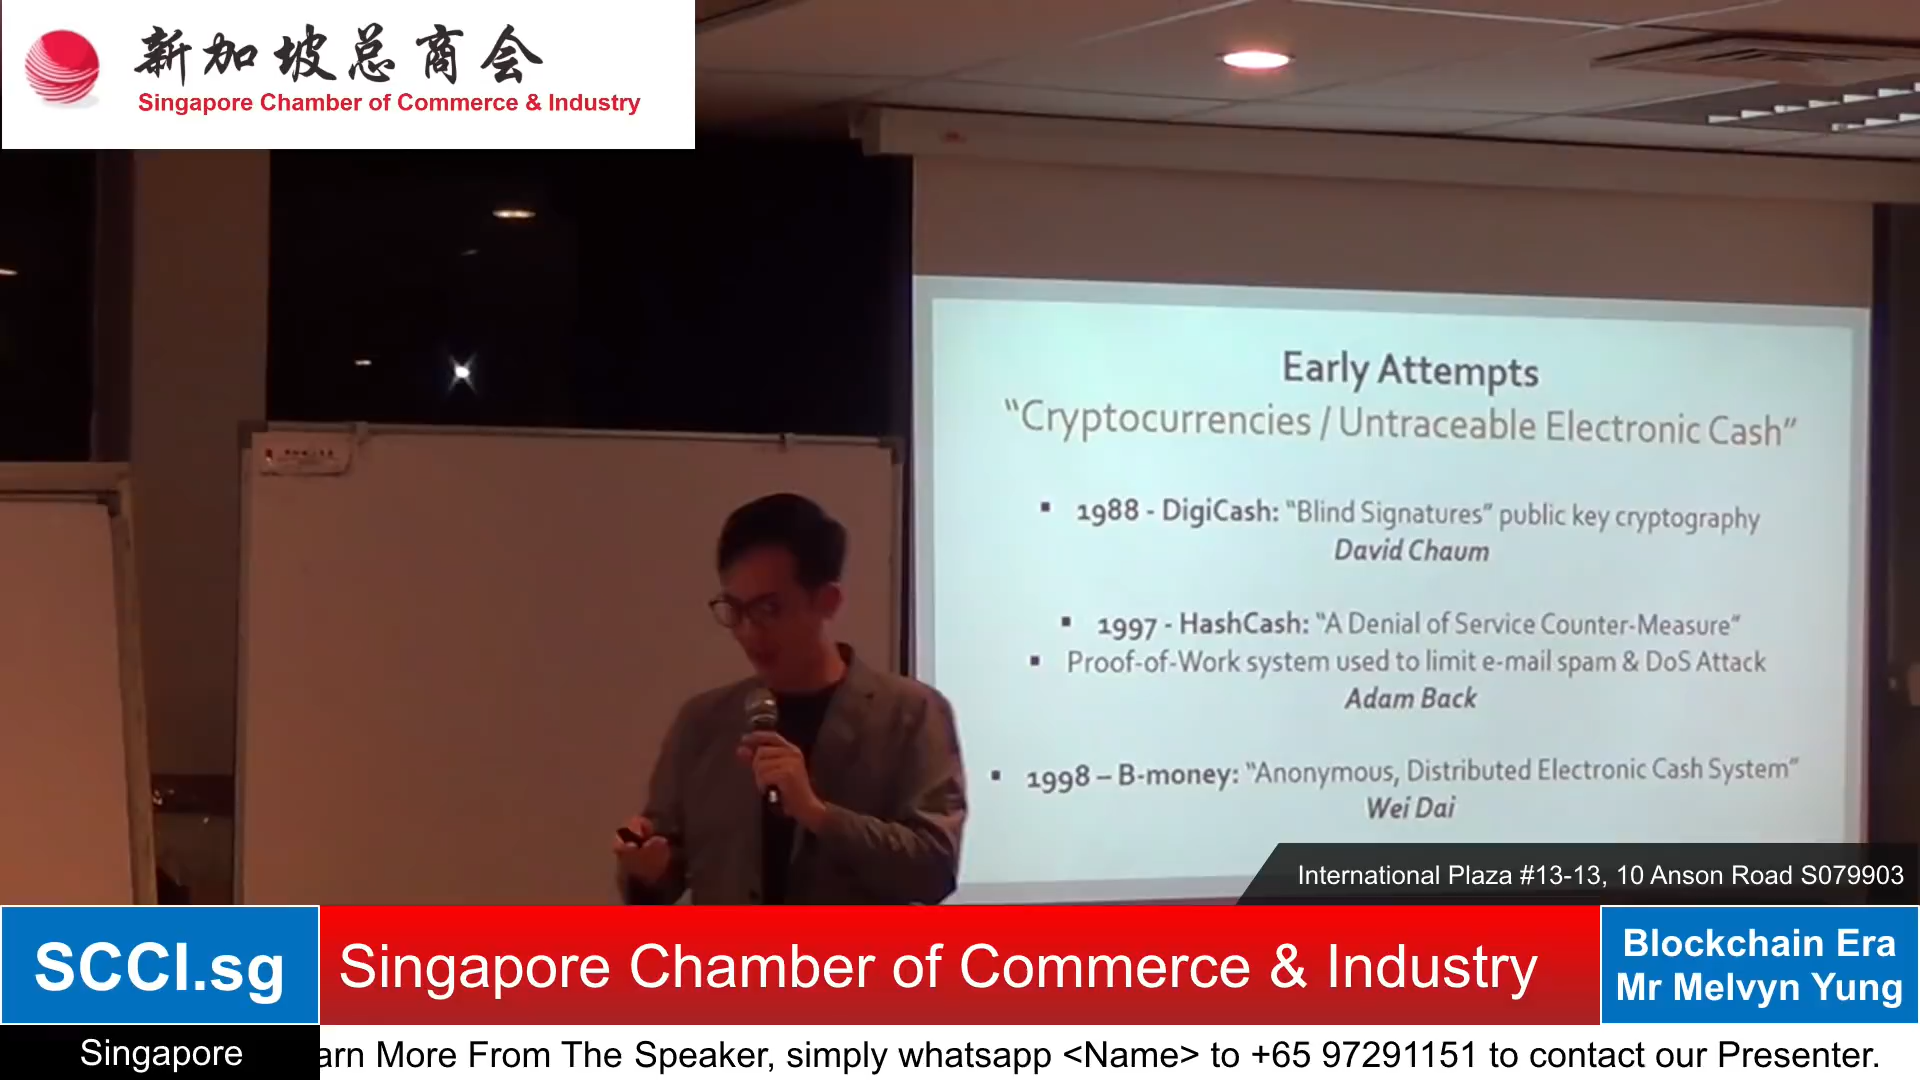 新加坡总商会
Singapore Chamber of Commerce & Industry
Early Attempts
“Cryptocurrencies / Untraceable Electronic Cash”
▪ 1988 - DigiCash: “Blind Signatures” public key cryptography
David Chaum
▪ 1997 - HashCash: “A Denial of Service Counter-Measure”
▪ Proof-of-Work system used to limit e-mail spam & DoS Attack
Adam Back
▪ 1998 – B-money: “Anonymous, Distributed Electronic Cash System”
Wei Dai
International Plaza #13-13, 10 Anson Road S079903
SCCI.sg
Singapore Chamber of Commerce & Industry
Blockchain Era
Mr Melvyn Yung
Singapore
arn More From The Speaker, simply whatsapp <Name> to +65 97291151 to contact our Presenter.